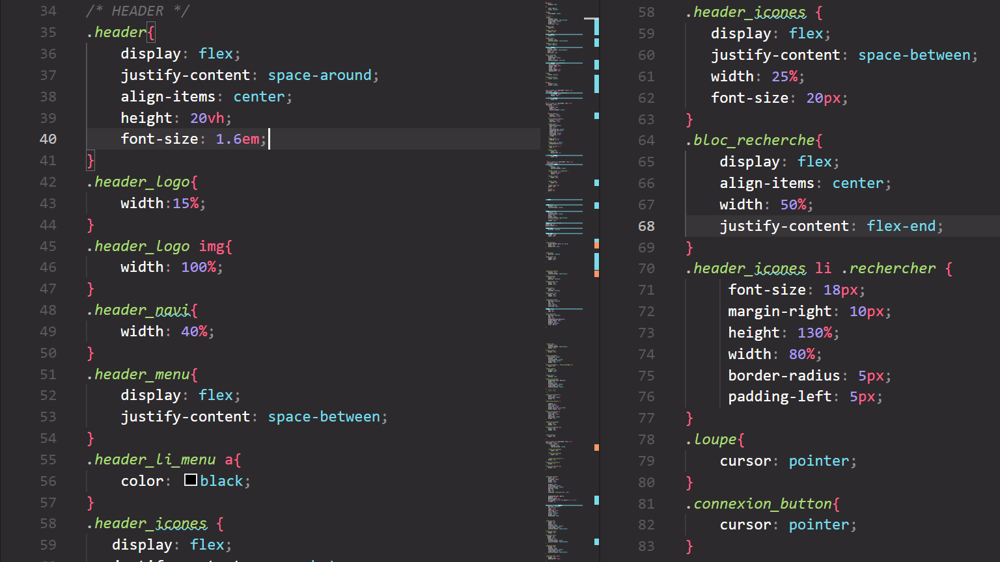 34 /* HEADER */
35 .header{
36 display: flex;
37 justify-content: space-around;
38 align-items: center;
39 height: 20vh;
40 font-size: 1.6em;
41 }
42 .header_logo{
43 width:15%;
44 }
45 .header_logo img{
46 width: 100%;
47 }
48 .header_navi{
49 width: 40%;
50 }
51 .header_menu{
52 display: flex;
53 justify-content: space-between;
54 }
55 .header_li_menu a{
56 color: black;
57 }
58 .header_icones {
59 display: flex;
58 .header_icones {
59 display: flex;
60 justify-content: space-between;
61 width: 25%;
62 font-size: 20px;
63 }
64 .bloc_recherche{
65 display: flex;
66 align-items: center;
67 width: 50%;
68 justify-content: flex-end;
69 }
70 .header_icones li .rechercher {
71 font-size: 18px;
72 margin-right: 10px;
73 height: 130%;
74 width: 80%;
75 border-radius: 5px;
76 padding-left: 5px;
77 }
78 .loupe{
79 cursor: pointer;
80 }
81 .connexion_button{
82 cursor: pointer;
83 }